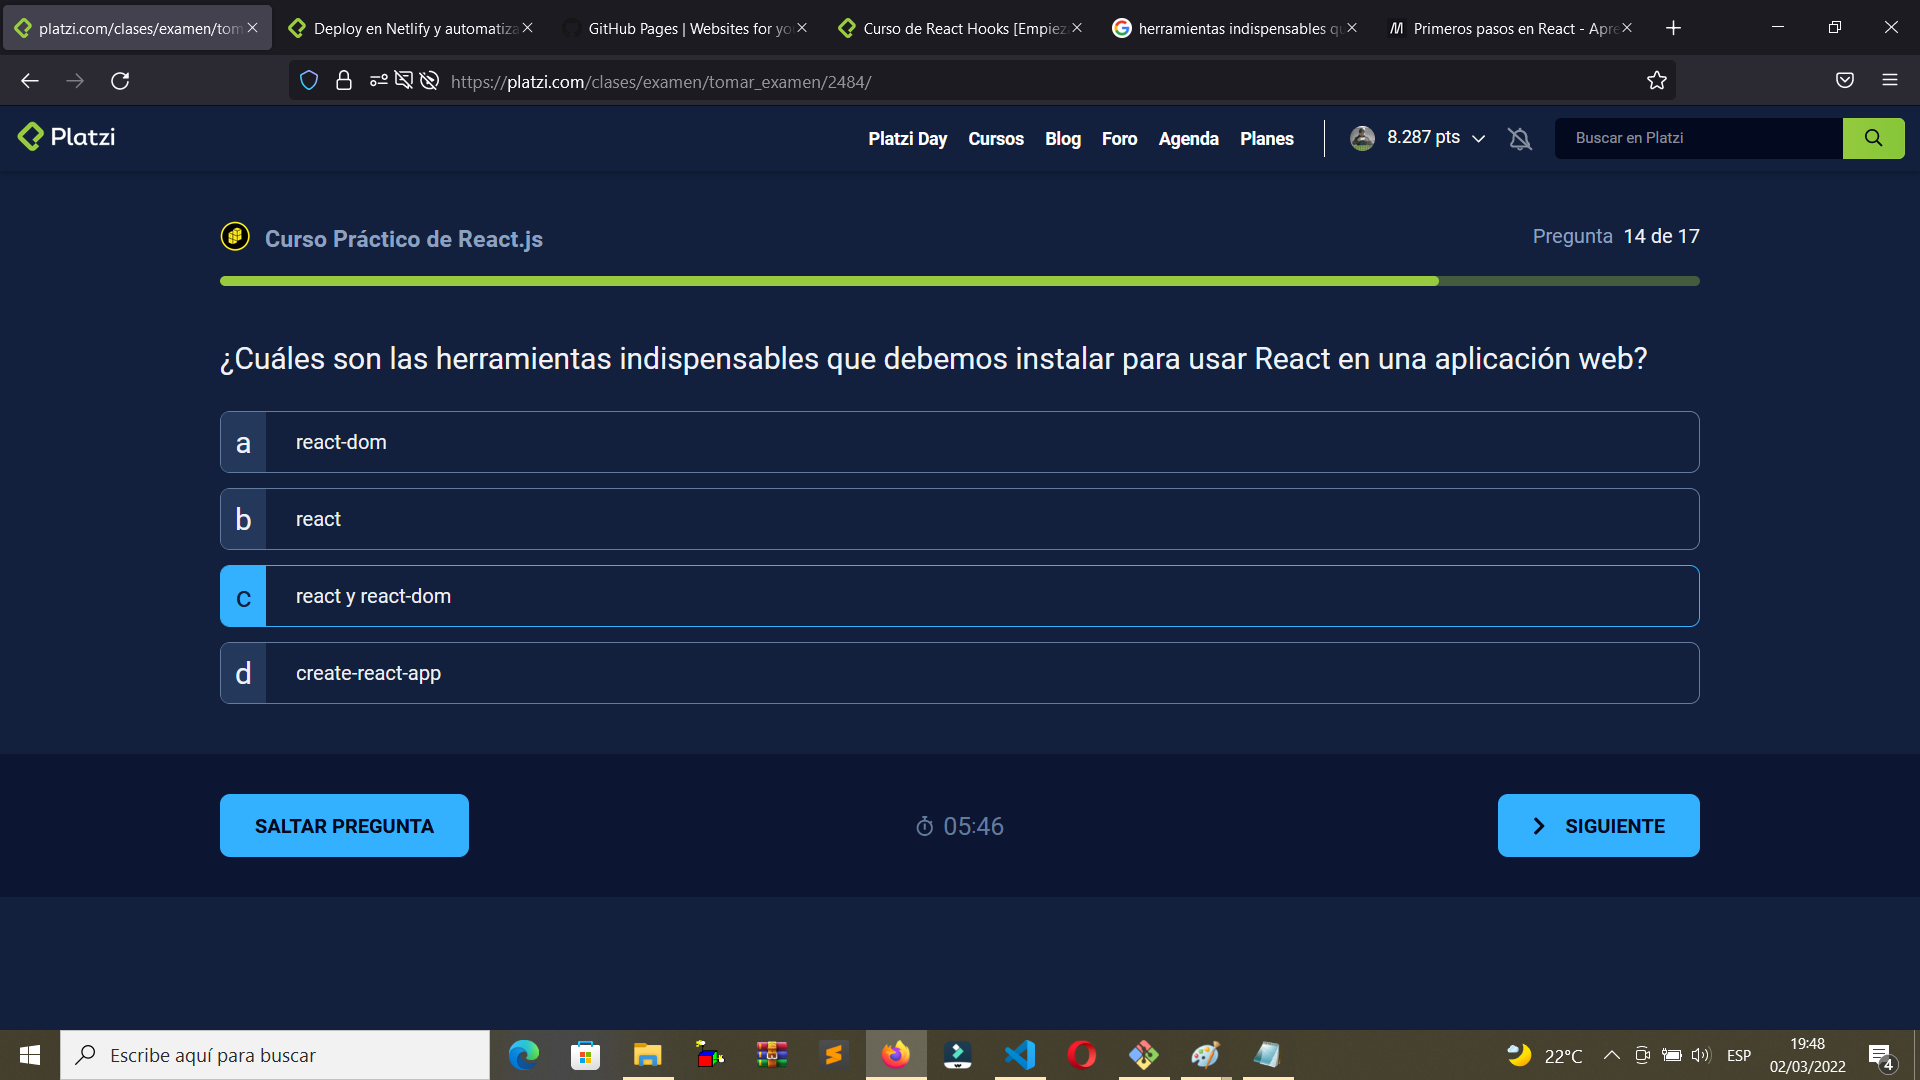 platzi.com/clases/examen/tom
Deploy en Netlify y automatiza
GitHub Pages | Websites for yo
Curso de React Hooks [Empiez
herramientas indispensables qu
Primeros pasos en React - Apre
https://platzi.com/clases/examen/tomar_examen/2484/
Platzi
Platzi Day
Cursos
Blog
Foro
Agenda
Planes
8.287 pts
Buscar en Platzi
Curso Práctico de React.js
Pregunta 14 de 17
¿Cuáles son las herramientas indispensables que debemos instalar para usar React en una aplicación web?
a react-dom
b react
c react y react-dom
d create-react-app
SALTAR PREGUNTA
05:46
SIGUIENTE
Escribe aquí para buscar
22°C
ESP
19:48
02/03/2022
4